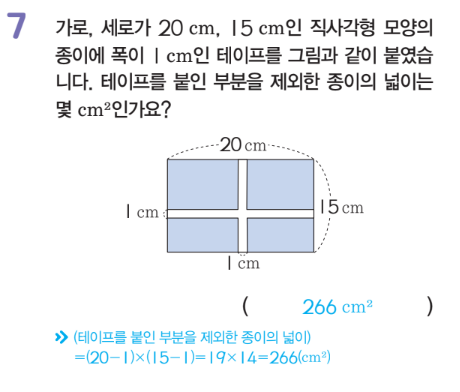 7 가로, 세로가 20 cm, 15 cm인 직사각형 모양의
종이에 폭이 1 cm인 테이프를 그림과 같이 붙였습
니다. 테이프를 붙인 부분을 제외한 종이의 넓이는
몇 cm²인가요?
20 cm
1 cm
15 cm
1 cm
( 266 cm² )
≫ (테이프를 붙인 부분을 제외한 종이의 넓이)
=(20－1)×(15－1)=19×14=266(cm²)